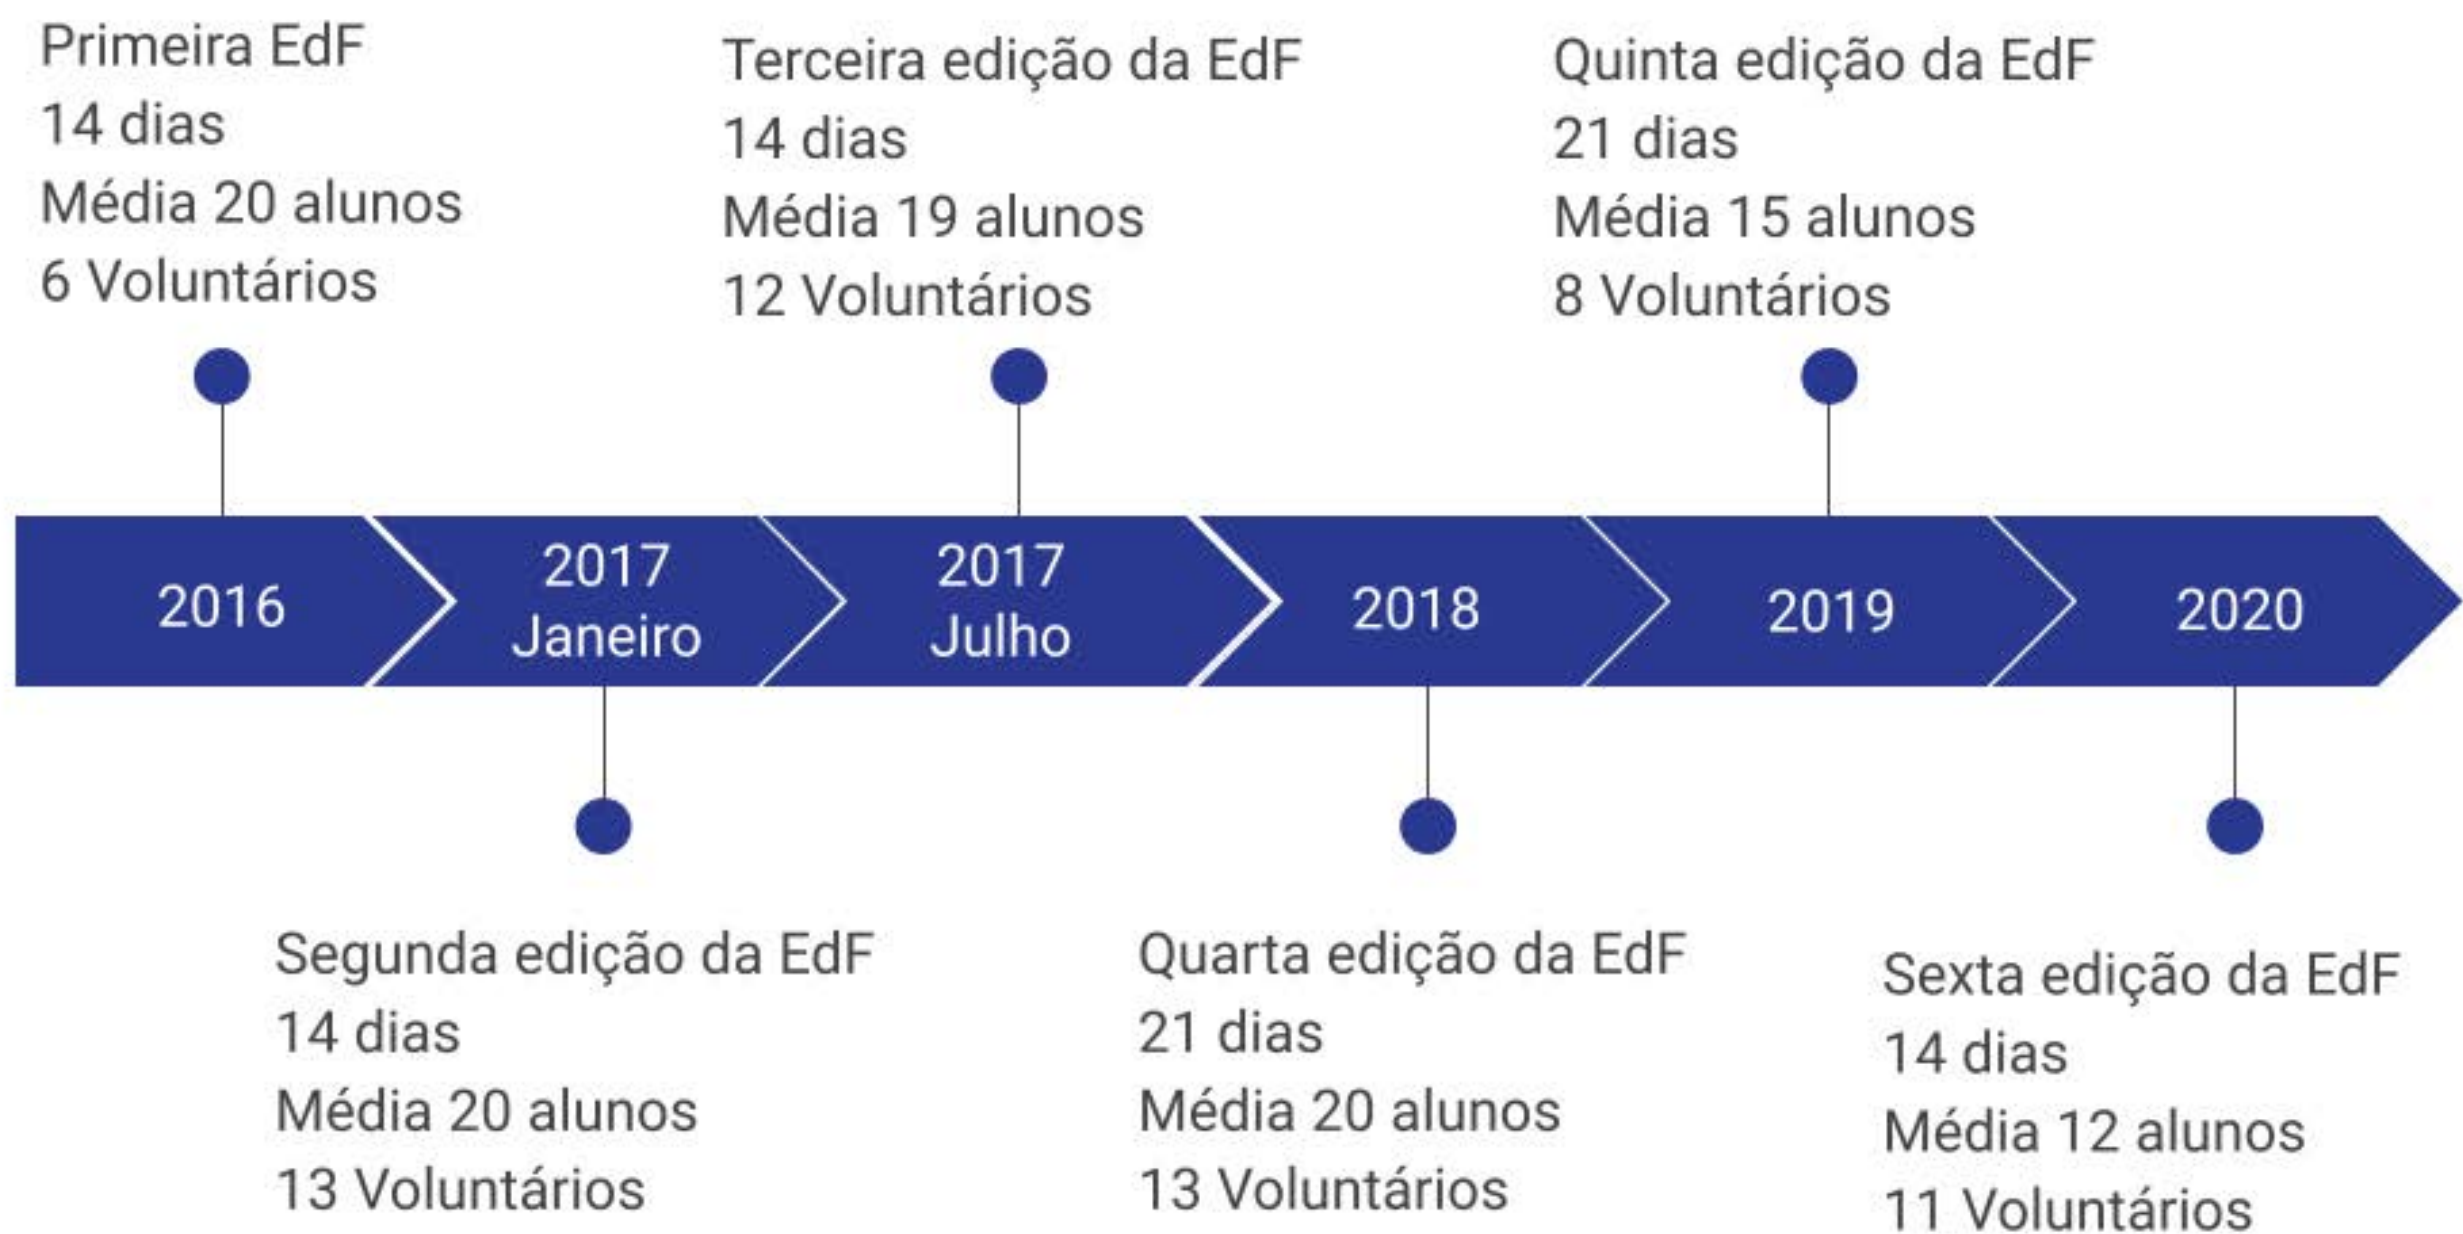 Primeira EdF
14 dias
Média 20 alunos
6 Voluntários
Terceira edição da EdF
14 dias
Média 19 alunos
12 Voluntários
Quinta edição da EdF
21 dias
Média 15 alunos
8 Voluntários
2016
2017
Janeiro
2017
Julho
2018
2019
2020
Segunda edição da EdF
14 dias
Média 20 alunos
13 Voluntários
Quarta edição da EdF
21 dias
Média 20 alunos
13 Voluntários
Sexta edição da EdF
14 dias
Média 12 alunos
11 Voluntários